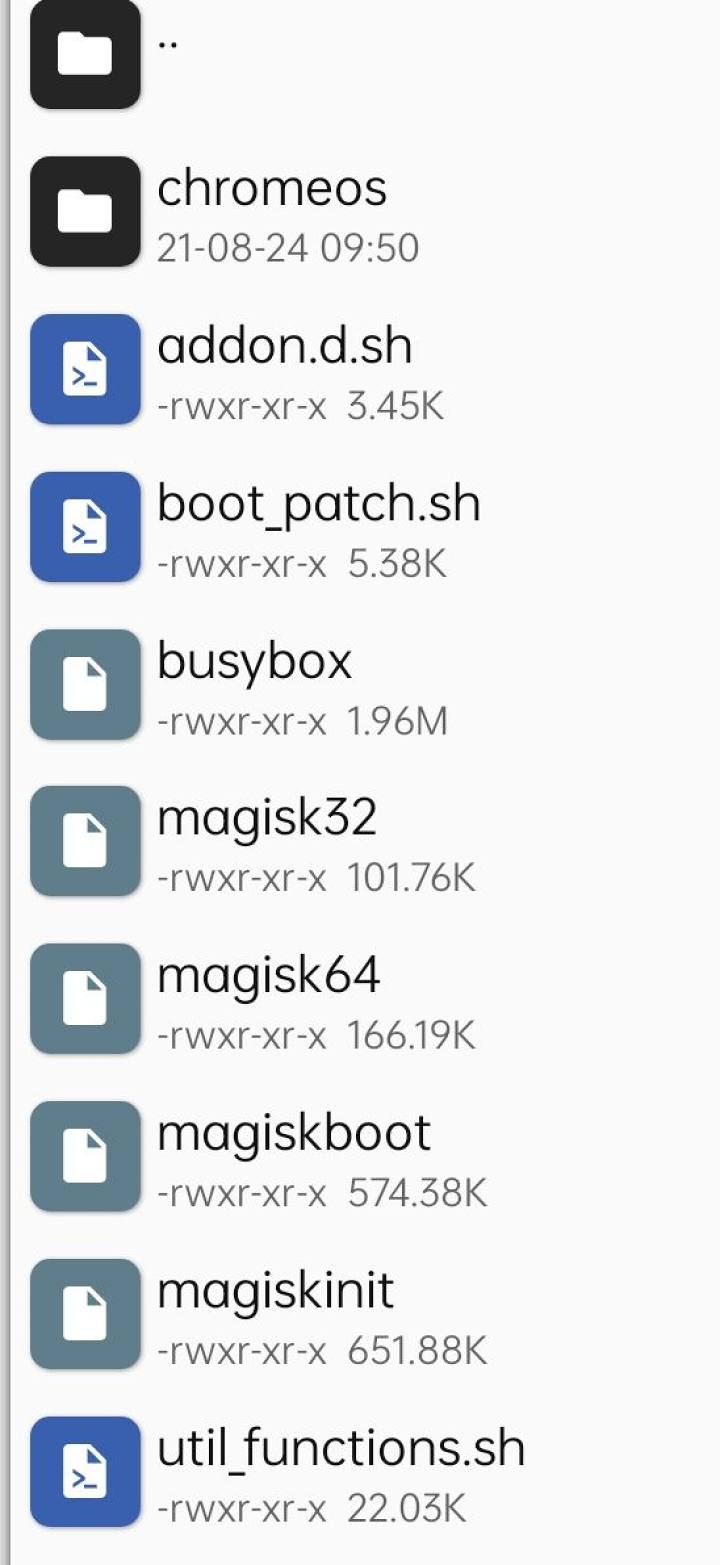 ..
chromeos
21-08-24 09:50
addon.d.sh
-rwxr-xr-x 3.45K
boot_patch.sh
-rwxr-xr-x 5.38K
busybox
-rwxr-xr-x 1.96M
magisk32
-rwxr-xr-x 101.76K
magisk64
-rwxr-xr-x 166.19K
magiskboot
-rwxr-xr-x 574.38K
magiskinit
-rwxr-xr-x 651.88K
util_functions.sh
-rwxr-xr-x 22.03K